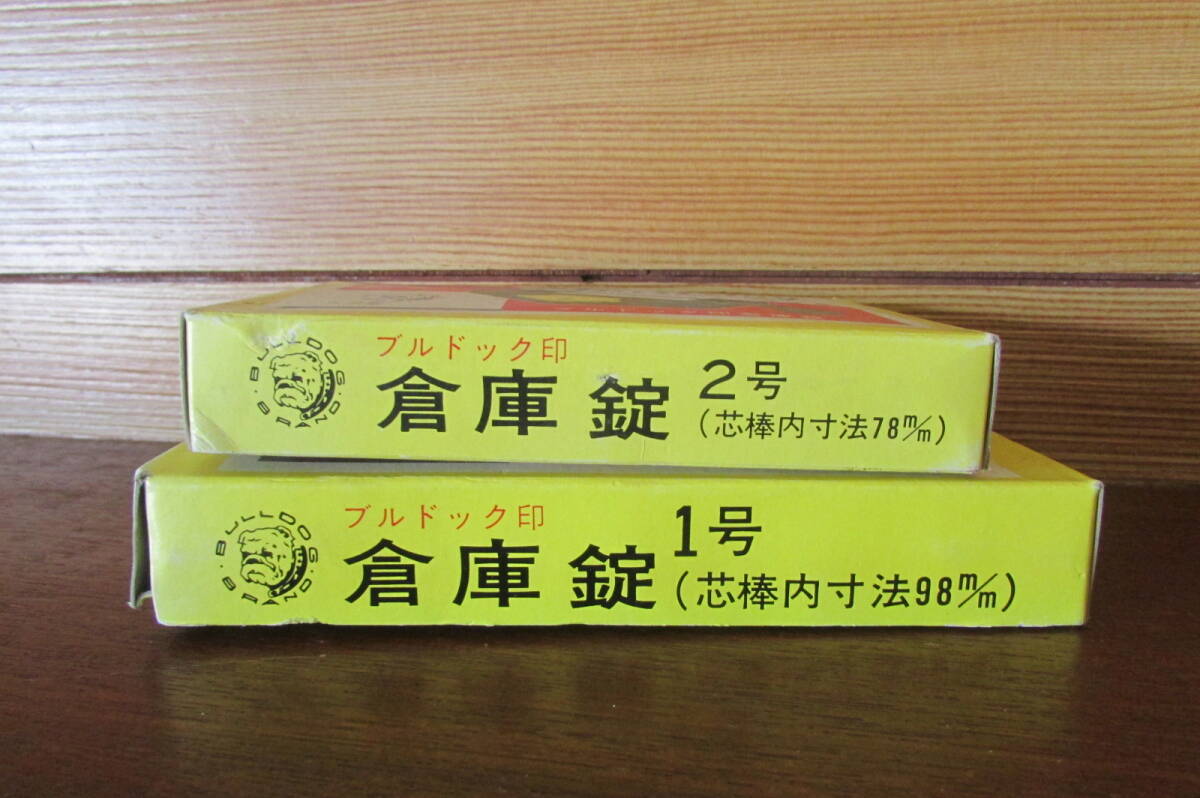 BULLDOG
ブルドック印
倉庫錠
2号
(芯棒内寸法78m/m)
BULLDOG
ブルドック印
倉庫錠
1号
(芯棒内寸法98m/m)